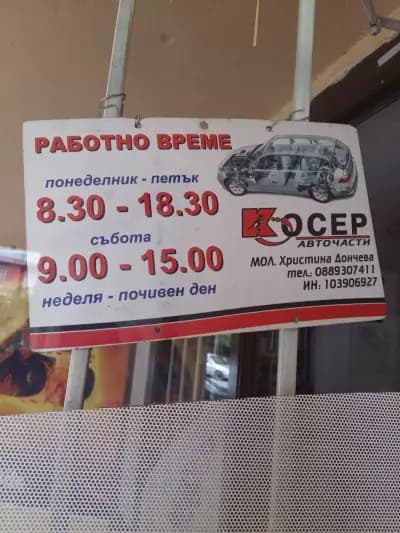 РАБОТНО ВРЕМЕ
понеделник - петък
8.30 - 18.30
събота
9.00 - 15.00
неделя - почивен ден
КОСЕР
АВТОЧАСТИ
МОЛ. Христина Дончева
тел.: 0889307411
ИН: 103906927